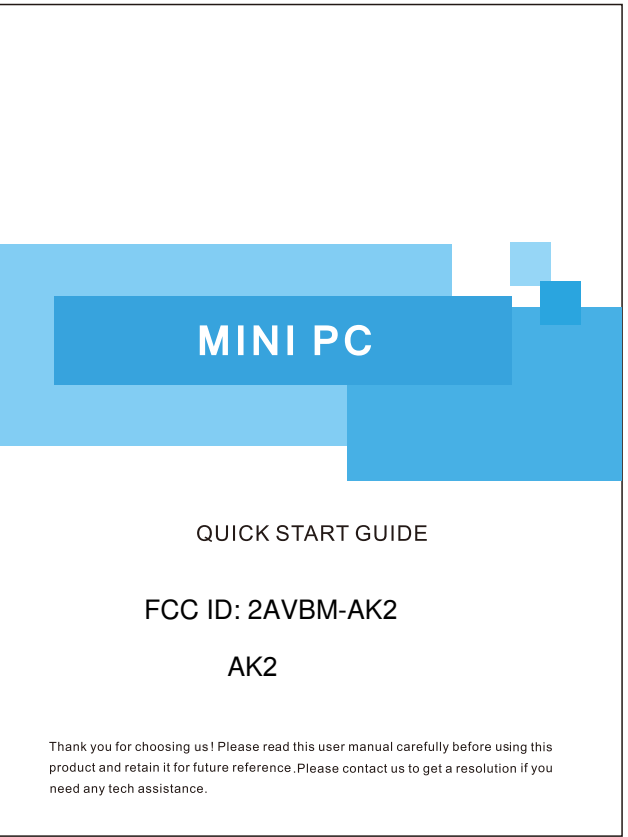 MINI PC
QUICK START GUIDE
FCC ID: 2AVBM-AK2
AK2
Thank you for choosing us! Please read this user manual carefully before using this
product and retain it for future reference.Please contact us to get a resolution if you
need any tech assistance.